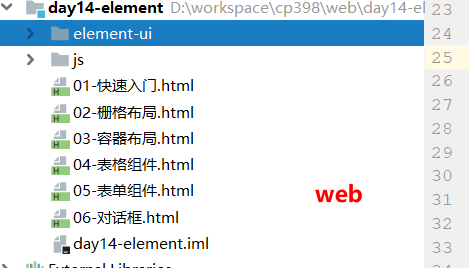 day14-element D:\workspace\cp398\web\day14-el
element-ui
js
01-快速入门.html
02-栅格布局.html
03-容器布局.html
04-表格组件.html
05-表单组件.html
06-对话框.html
day14-element.iml
External Libraries
web
23
24
25
26
27
28
29
30
31
32
33